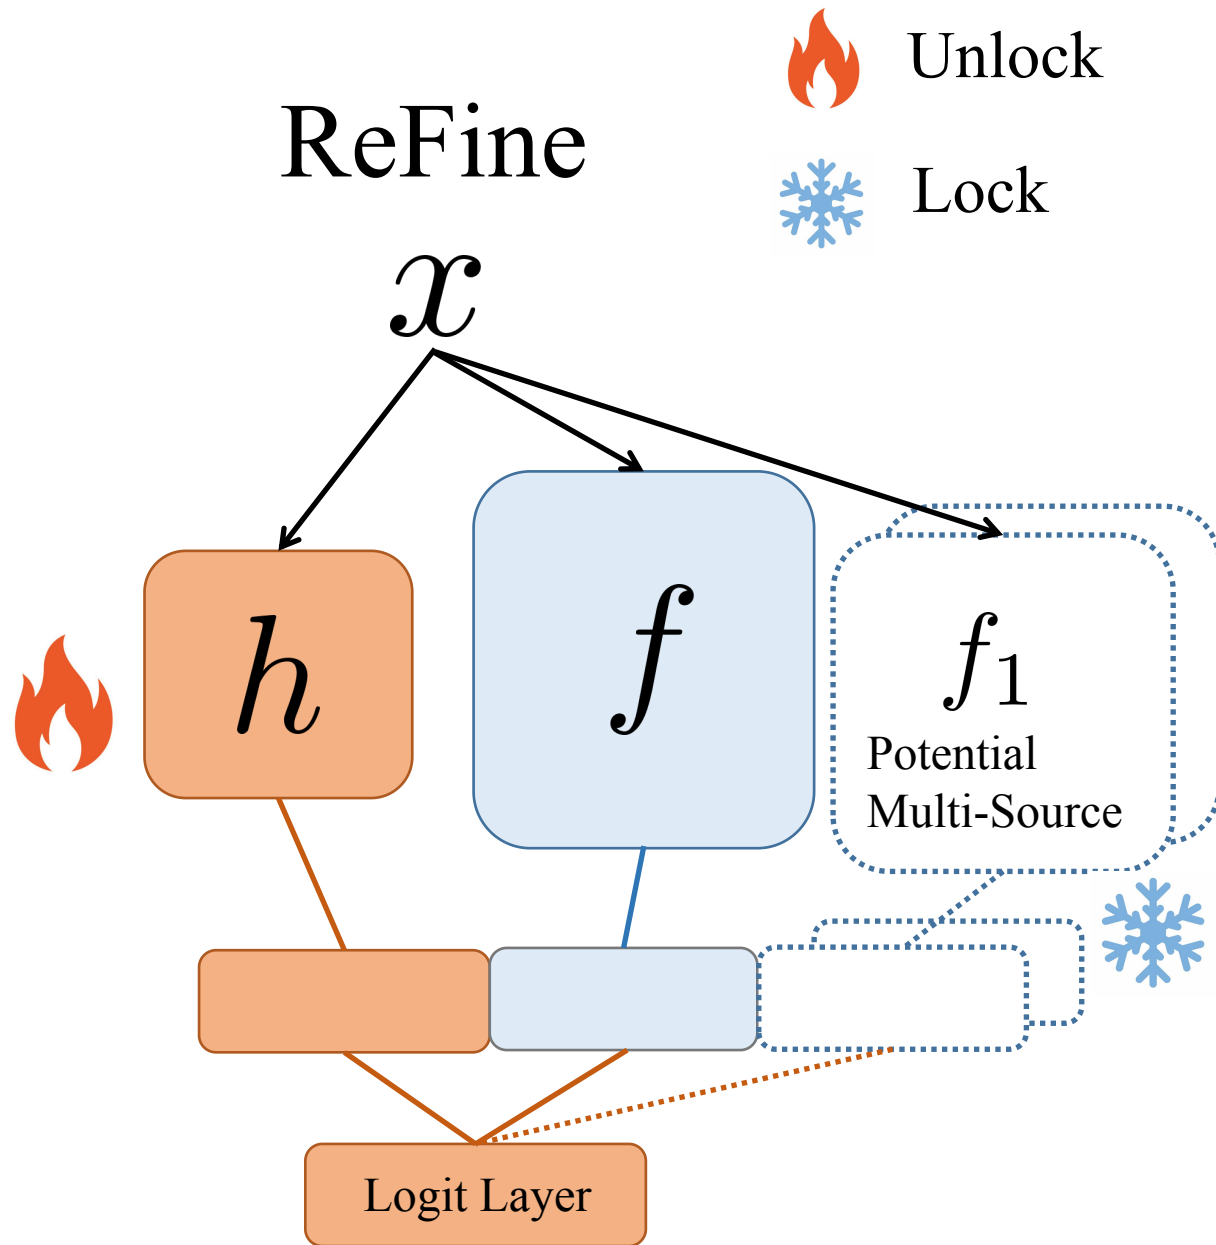 Unlock
ReFine
Lock
x
h
f
f₁
Potential
Multi-Source
Logit Layer